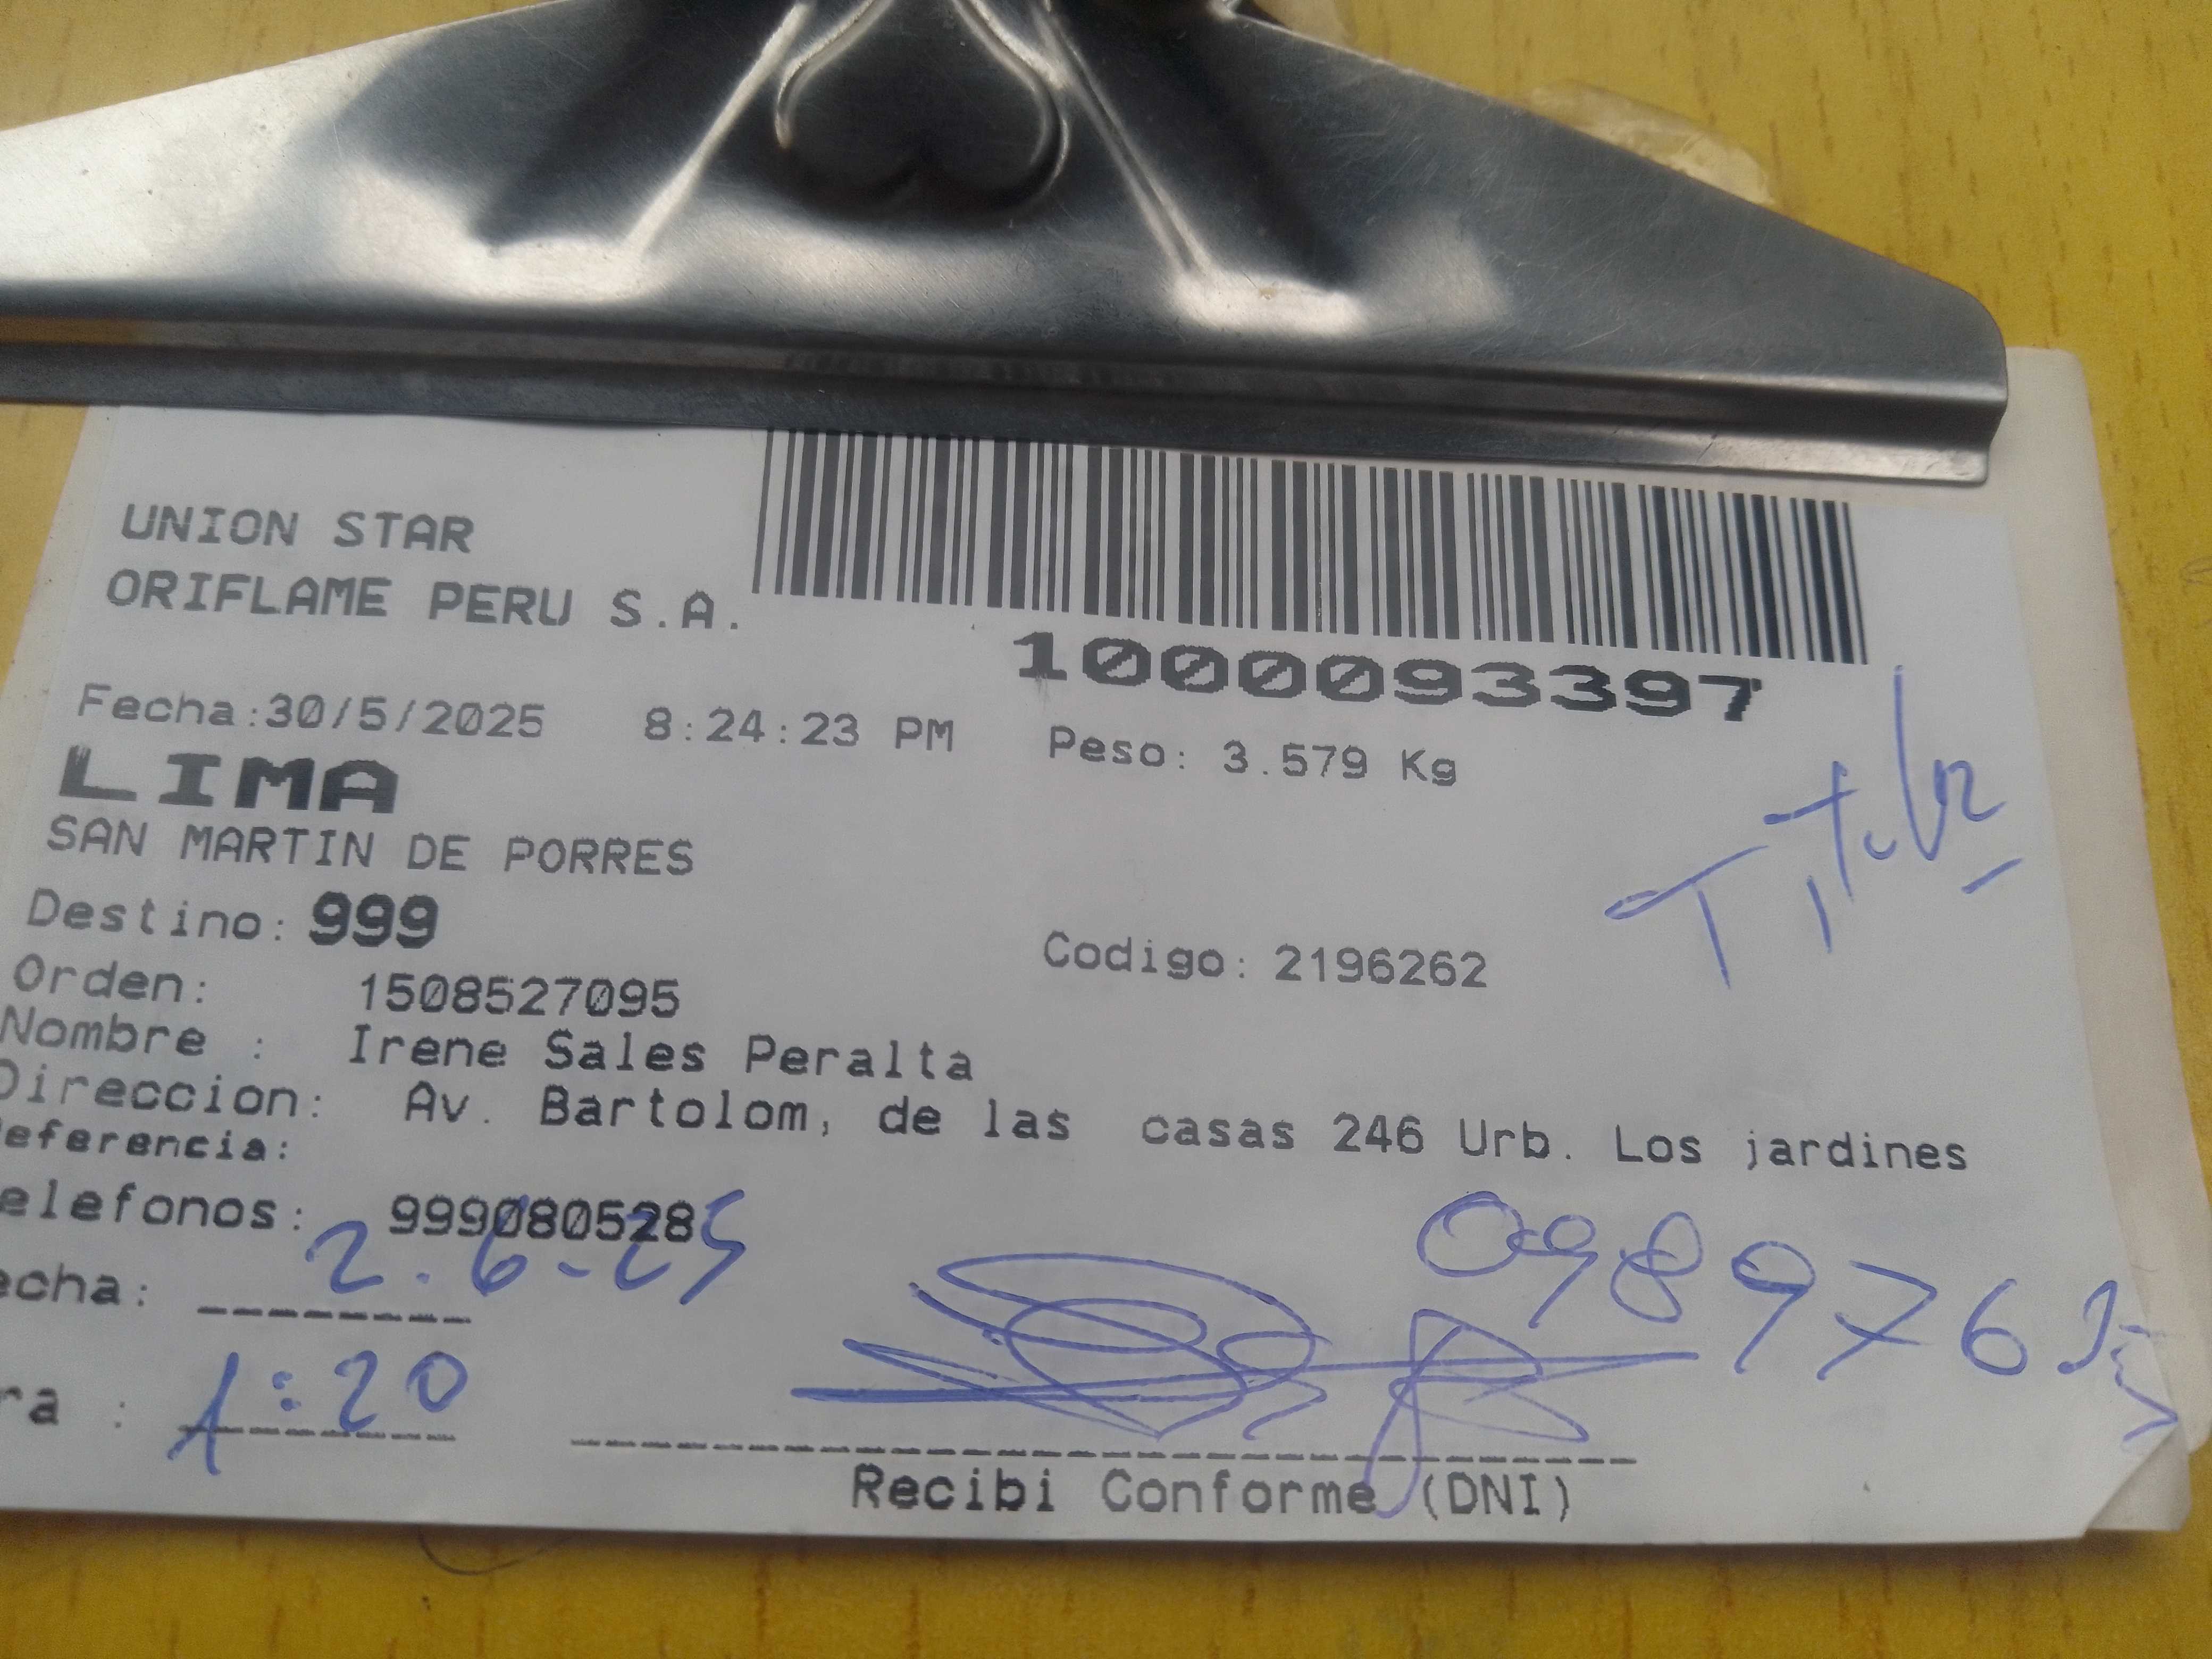 UNION STAR
ORIFLAME PERU S.A.
1000093397
Fecha:30/5/2025 8:24:23 PM Peso: 3.579 Kg
LIMA
SAN MARTIN DE PORRES
Titular
Destino: 999 Codigo: 2196262
Orden: 1508527095
Nombre : Irene Sales Peralta
Direccion: Av. Bartolom, de las casas 246 Urb. Los jardines
eferencia:
elefonos: 999080528
echa: 2.6-25
098976
ra : 1:20
Recibi Conforme (DNI)